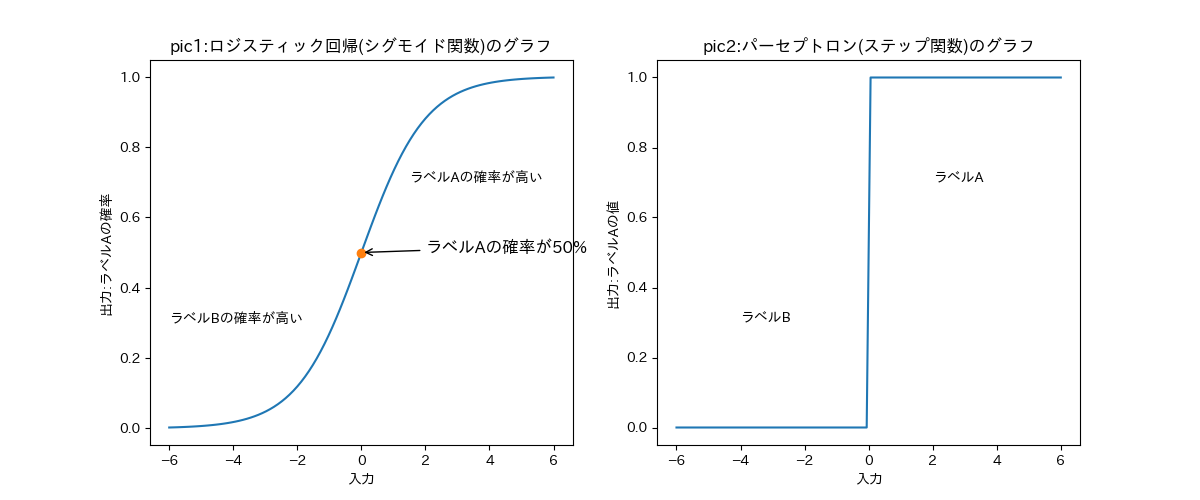 pic1:ロジスティック回帰(シグモイド関数)のグラフ
出力:ラベルAの確率
1.0
0.8
0.6
0.4
0.2
0.0
ラベルAの確率が高い
ラベルAの確率が50%
ラベルBの確率が高い
−6 −4 −2 0 2 4 6
入力
pic2:パーセプトロン(ステップ関数)のグラフ
出力:ラベルAの値
1.0
0.8
0.6
0.4
0.2
0.0
ラベルA
ラベルB
−6 −4 −2 0 2 4 6
入力